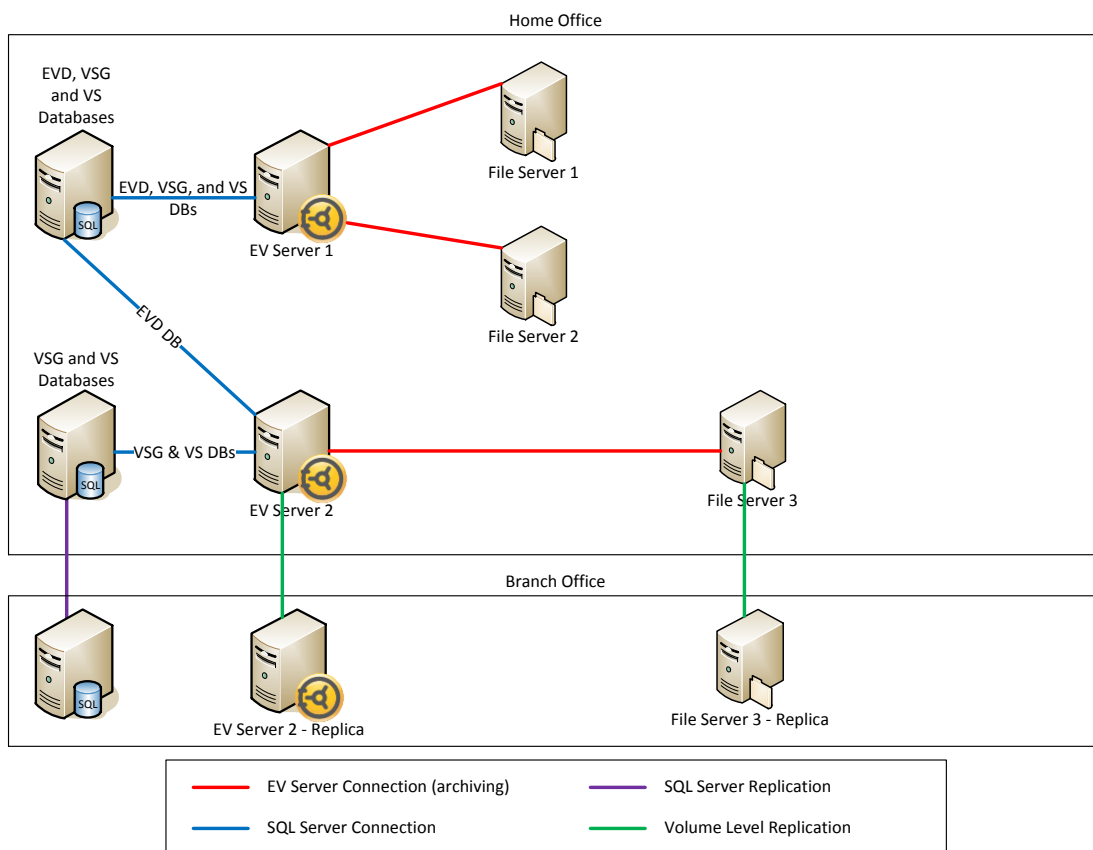 Home Office
EVD, VSG
and VS
Databases
SQL
EVD, VSG, and VS
DBs
EV Server 1
File Server 1
File Server 2
EVD DB
VSG and VS
Databases
SQL
VSG & VS DBs
EV Server 2
File Server 3
Branch Office
SQL
EV Server 2 - Replica
File Server 3 - Replica
EV Server Connection (archiving)
SQL Server Replication
SQL Server Connection
Volume Level Replication